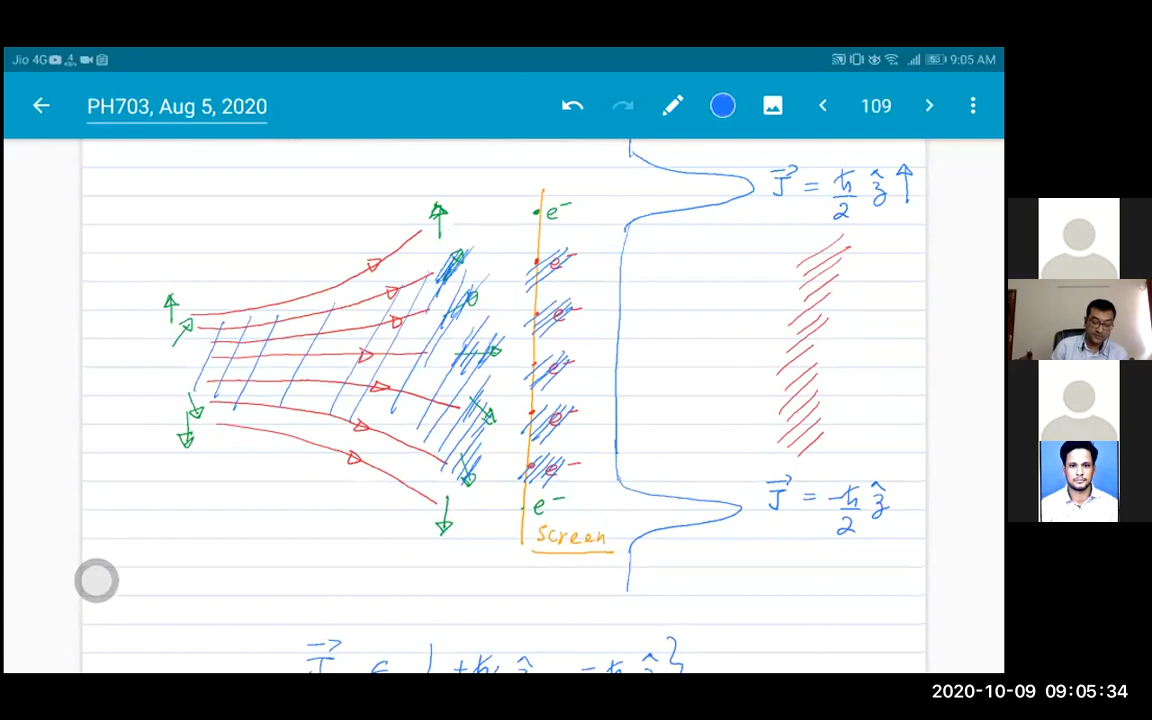 Jio 4G 9:05 AM
PH703, Aug 5, 2020 109
J⃗ = ħ/2 ẑ ↑
e⁻
e⁻
e⁻
e⁻
e⁻
e⁻
e⁻
J⃗ = -ħ/2 ẑ
Screen
2020-10-09 09:05:34